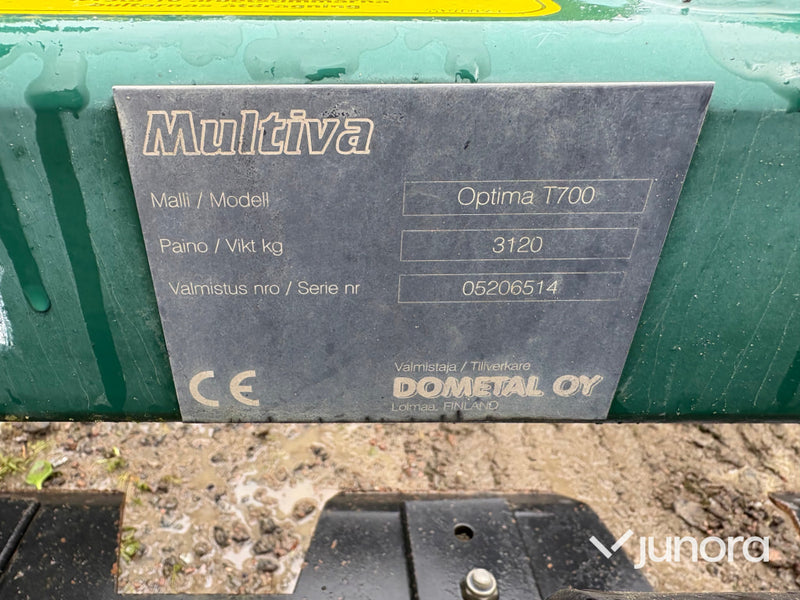 Multiva
Malli / Modell Optima T700
Paino / Vikt kg 3120
Valmistus nro / Serie nr 05206514
Valmistaja / Tillverkare
DOMETAL OY
Loimaa, FINLAND
CE
junora